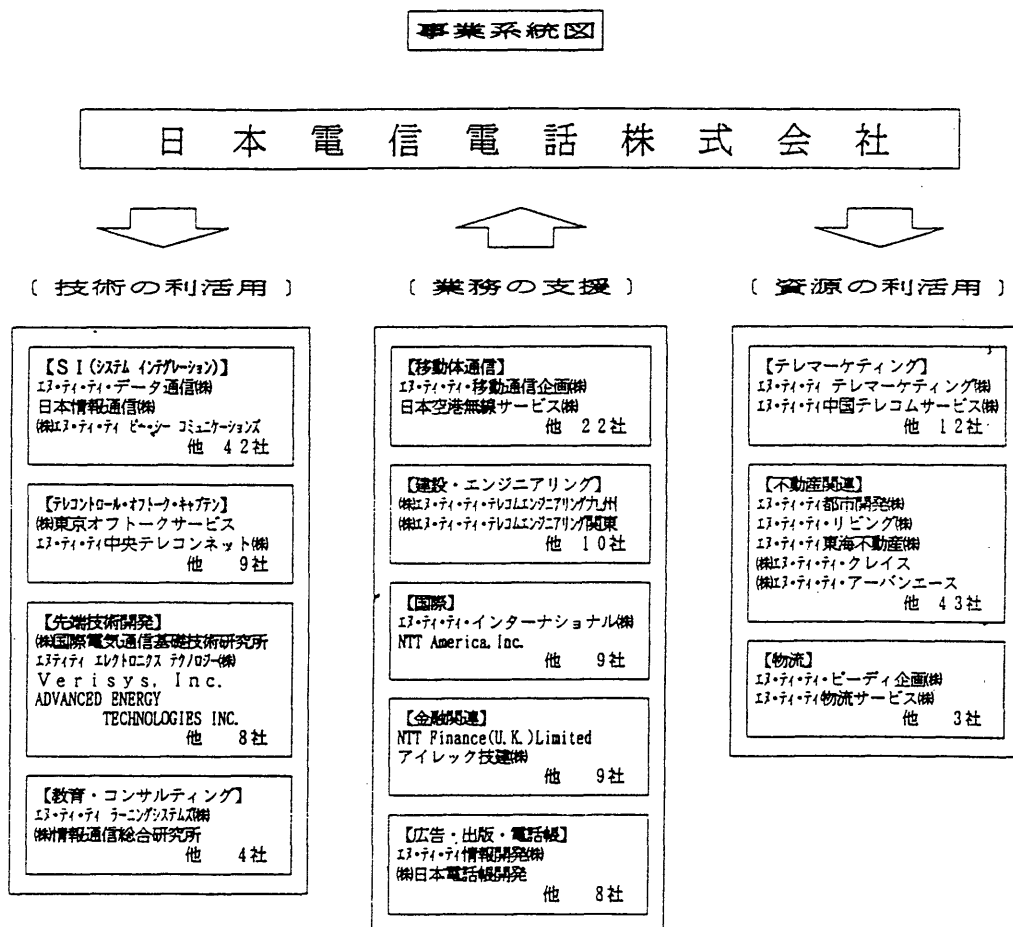 事業系統図
日本電信電話株式会社
〔技術の利活用〕
【ＳＩ(システム インテグレーション)】
エヌ・ティ・ティ・データ通信㈱
日本情報通信㈱
㈱エヌ・ティ・ティ ピー・シー コミュニケーションズ
他 42社
【テレコントロール・オフトーク・キャプテン】
㈱東京オフトークサービス
エヌ・ティ・ティ中央テレコンネット㈱
他 9社
【先端技術開発】
㈱国際電気通信基礎技術研究所
エヌティティ エレクトロニクス テクノロジー㈱
Verisys, Inc.
ADVANCED ENERGY
TECHNOLOGIES INC.
他 8社
【教育・コンサルティング】
エヌ・ティ・ティ ラーニングシステムズ㈱
㈱情報通信総合研究所
他 4社
〔業務の支援〕
【移動体通信】
エヌ・ティ・ティ・移動通信企画㈱
日本空港無線サービス㈱
他 22社
【建設・エンジニアリング】
㈱エヌ・ティ・ティ・テレコムエンジニアリング九州
㈱エヌ・ティ・ティ・テレコムエンジニアリング関東
他 10社
【国際】
エヌ・ティ・ティ・インターナショナル㈱
NTT America, Inc.
他 9社
【金融関連】
NTT Finance(U.K.)Limited
アイレック技建㈱
他 9社
【広告・出版・電話帳】
エヌ・ティ・ティ情報開発㈱
㈱日本電話帳開発
他 8社
〔資源の利活用〕
【テレマーケティング】
エヌ・ティ・ティ テレマーケティング㈱
エヌ・ティ・ティ中国テレコムサービス㈱
他 12社
【不動産関連】
エヌ・ティ・ティ都市開発㈱
エヌ・ティ・ティ・リビング㈱
エヌ・ティ・ティ東海不動産㈱
㈱エヌ・ティ・ティ・クレイス
㈱エヌ・ティ・ティ・アーバンエース
他 43社
【物流】
エヌ・ティ・ティ・ピーディ企画㈱
エヌ・ティ・ティ物流サービス㈱
他 3社